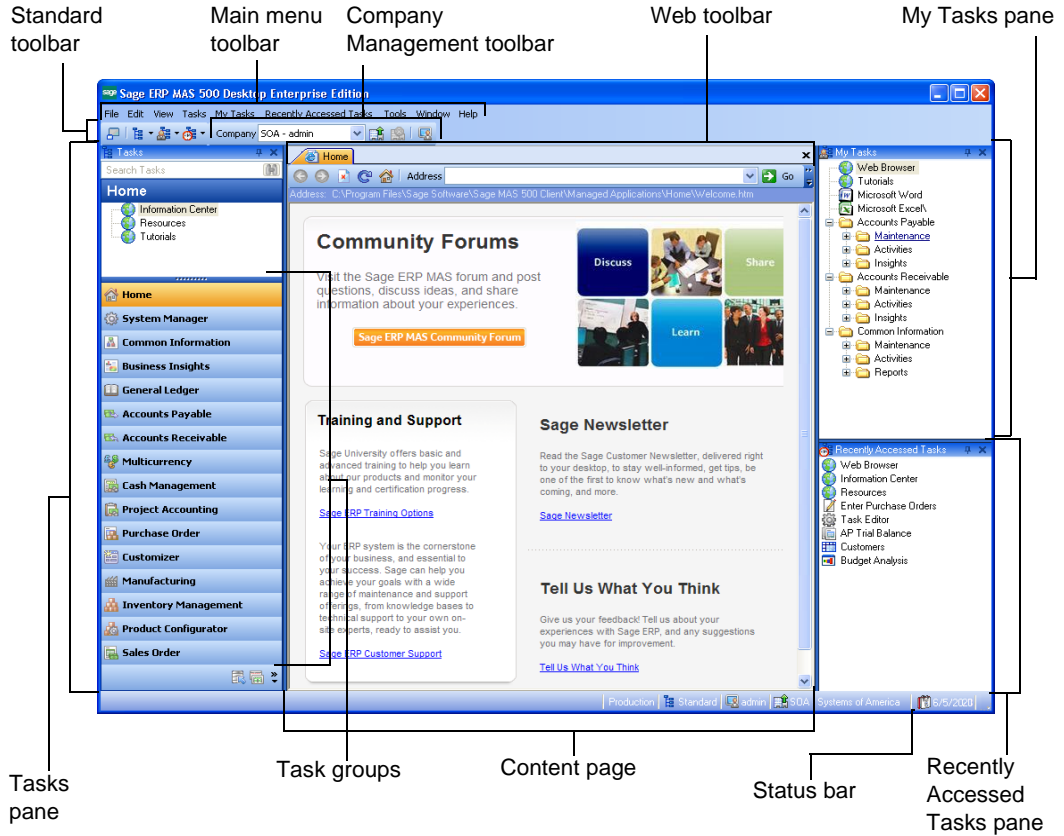 Standard toolbar
Main menu toolbar
Company Management toolbar
Web toolbar
My Tasks pane
sage Sage ERP MAS 500 Desktop Enterprise Edition
File Edit View Tasks My Tasks Recently Accessed Tasks Tools Window Help
Company SOA - admin
Tasks
Search Tasks
Home
Information Center
Resources
Tutorials
Home
System Manager
Common Information
Business Insights
General Ledger
Accounts Payable
Accounts Receivable
Multicurrency
Cash Management
Project Accounting
Purchase Order
Customizer
Manufacturing
Inventory Management
Product Configurator
Sales Order
Home
Address
Go
Address: C:\Program Files\Sage Software\Sage MAS 500 Client\Managed Applications\Home\Welcome.htm
Community Forums
Visit the Sage ERP MAS forum and post
questions, discuss ideas, and share
information about your experiences.
Sage ERP MAS Community Forum
Discuss
Share
Learn
Training and Support
Sage University offers basic and
advanced training to help you learn
about our products and monitor your
learning and certification progress.
Sage ERP Training Options
Your ERP system is the cornerstone
of your business, and essential to
your success. Sage can help you
achieve your goals with a wide
range of maintenance and support
offerings, from knowledge bases to
technical support to your own on-
site experts, ready to assist you.
Sage ERP Customer Support
Sage Newsletter
Read the Sage Customer Newsletter, delivered right
to your desktop, to stay well-informed, get tips, be
one of the first to know what's new and what's
coming, and more.
Sage Newsletter
Tell Us What You Think
Give us your feedback! Tell us about your
experiences with Sage ERP, and any suggestions
you may have for improvement.
Tell Us What You Think
My Tasks
Web Browser
Tutorials
Microsoft Word
Microsoft Excel\
Accounts Payable
Maintenance
Activities
Insights
Accounts Receivable
Maintenance
Activities
Insights
Common Information
Maintenance
Activities
Reports
Recently Accessed Tasks
Web Browser
Information Center
Resources
Enter Purchase Orders
Task Editor
AP Trial Balance
Customers
Budget Analysis
Production Standard admin SOA Systems of America 6/5/2020
Tasks pane
Task groups
Content page
Status bar
Recently Accessed Tasks pane